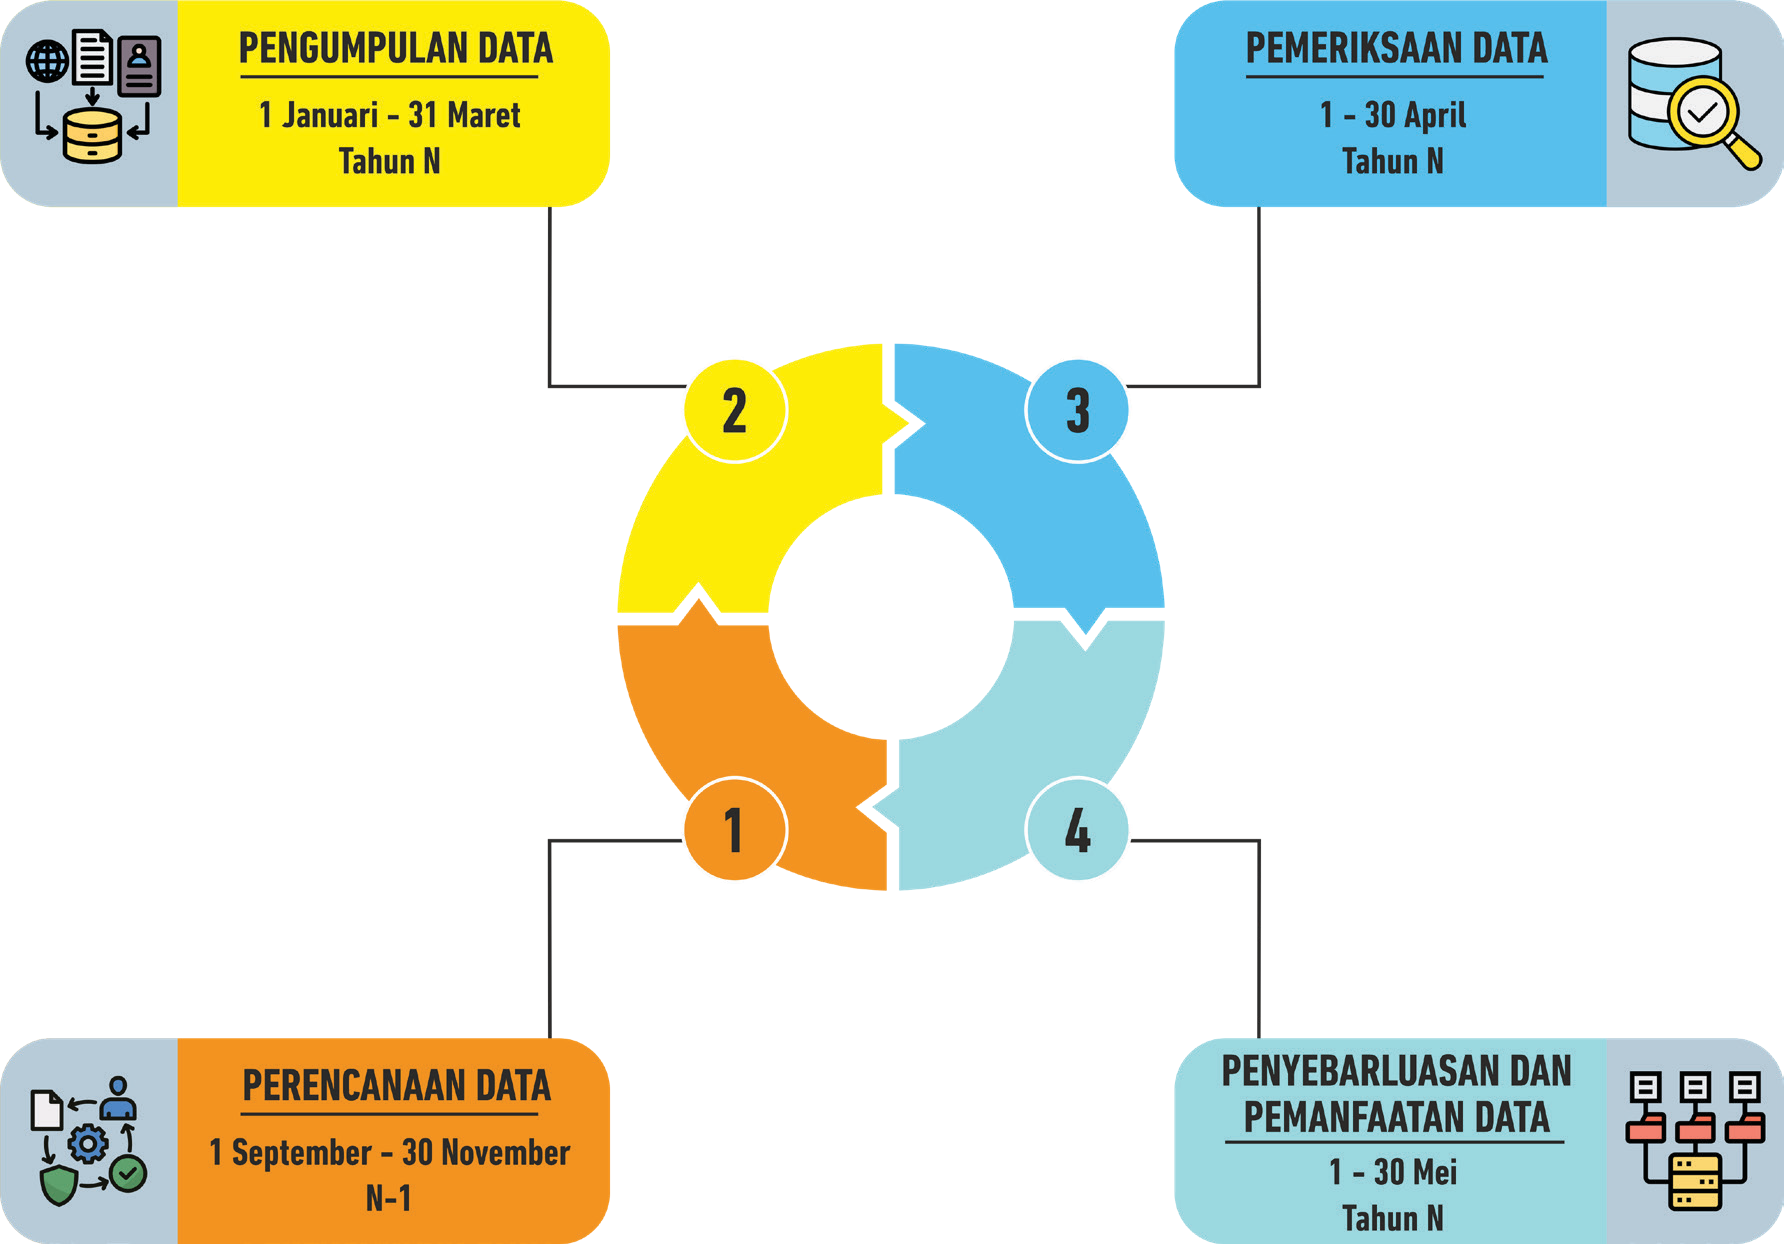 PENGUMPULAN DATA
1 Januari - 31 Maret
Tahun N
PEMERIKSAAN DATA
1 - 30 April
Tahun N
2
3
1
4
PERENCANAAN DATA
1 September - 30 November
N-1
PENYEBARLUASAN DAN
PEMANFAATAN DATA
1 - 30 Mei
Tahun N